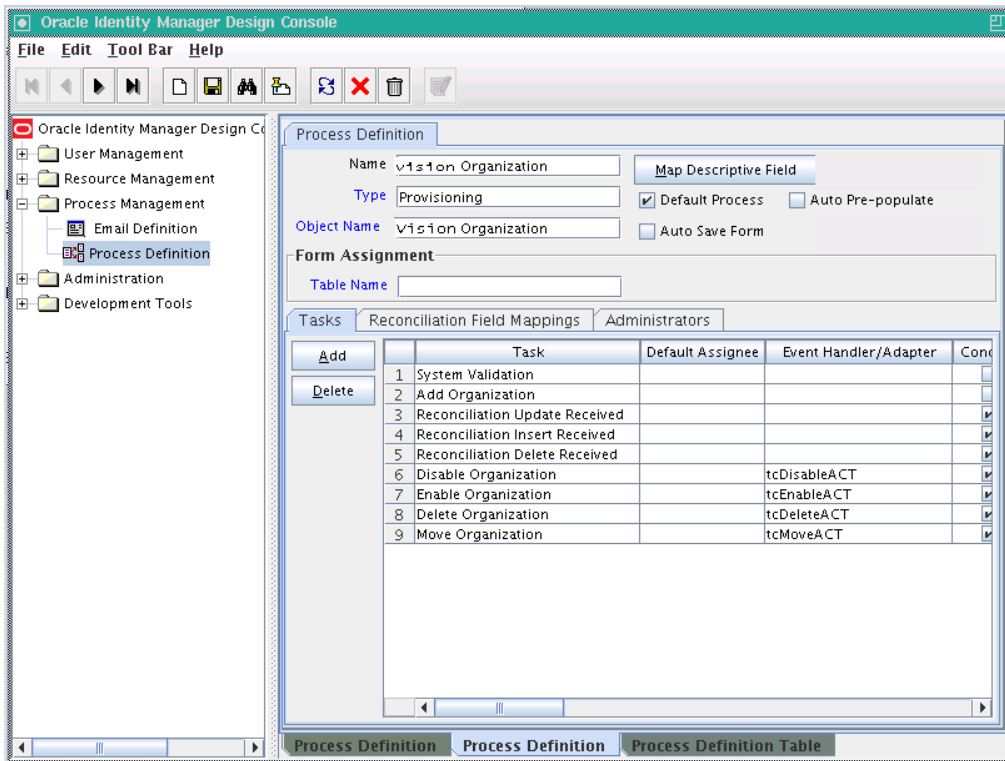 Oracle Identity Manager Design Console
File Edit Tool Bar Help
Oracle Identity Manager Design Co
User Management
Resource Management
Process Management
Email Definition
Process Definition
Administration
Development Tools
Process Definition
Name vision Organization
Map Descriptive Field
Type Provisioning
Default Process
Auto Pre-populate
Object Name vision Organization
Auto Save Form
Form Assignment
Table Name
Tasks Reconciliation Field Mappings Administrators
Add
Delete
Task Default Assignee Event Handler/Adapter Cond
1 System Validation
2 Add Organization
3 Reconciliation Update Received
4 Reconciliation Insert Received
5 Reconciliation Delete Received
6 Disable Organization tcDisableACT
7 Enable Organization tcEnableACT
8 Delete Organization tcDeleteACT
9 Move Organization tcMoveACT
Process Definition Process Definition Process Definition Table